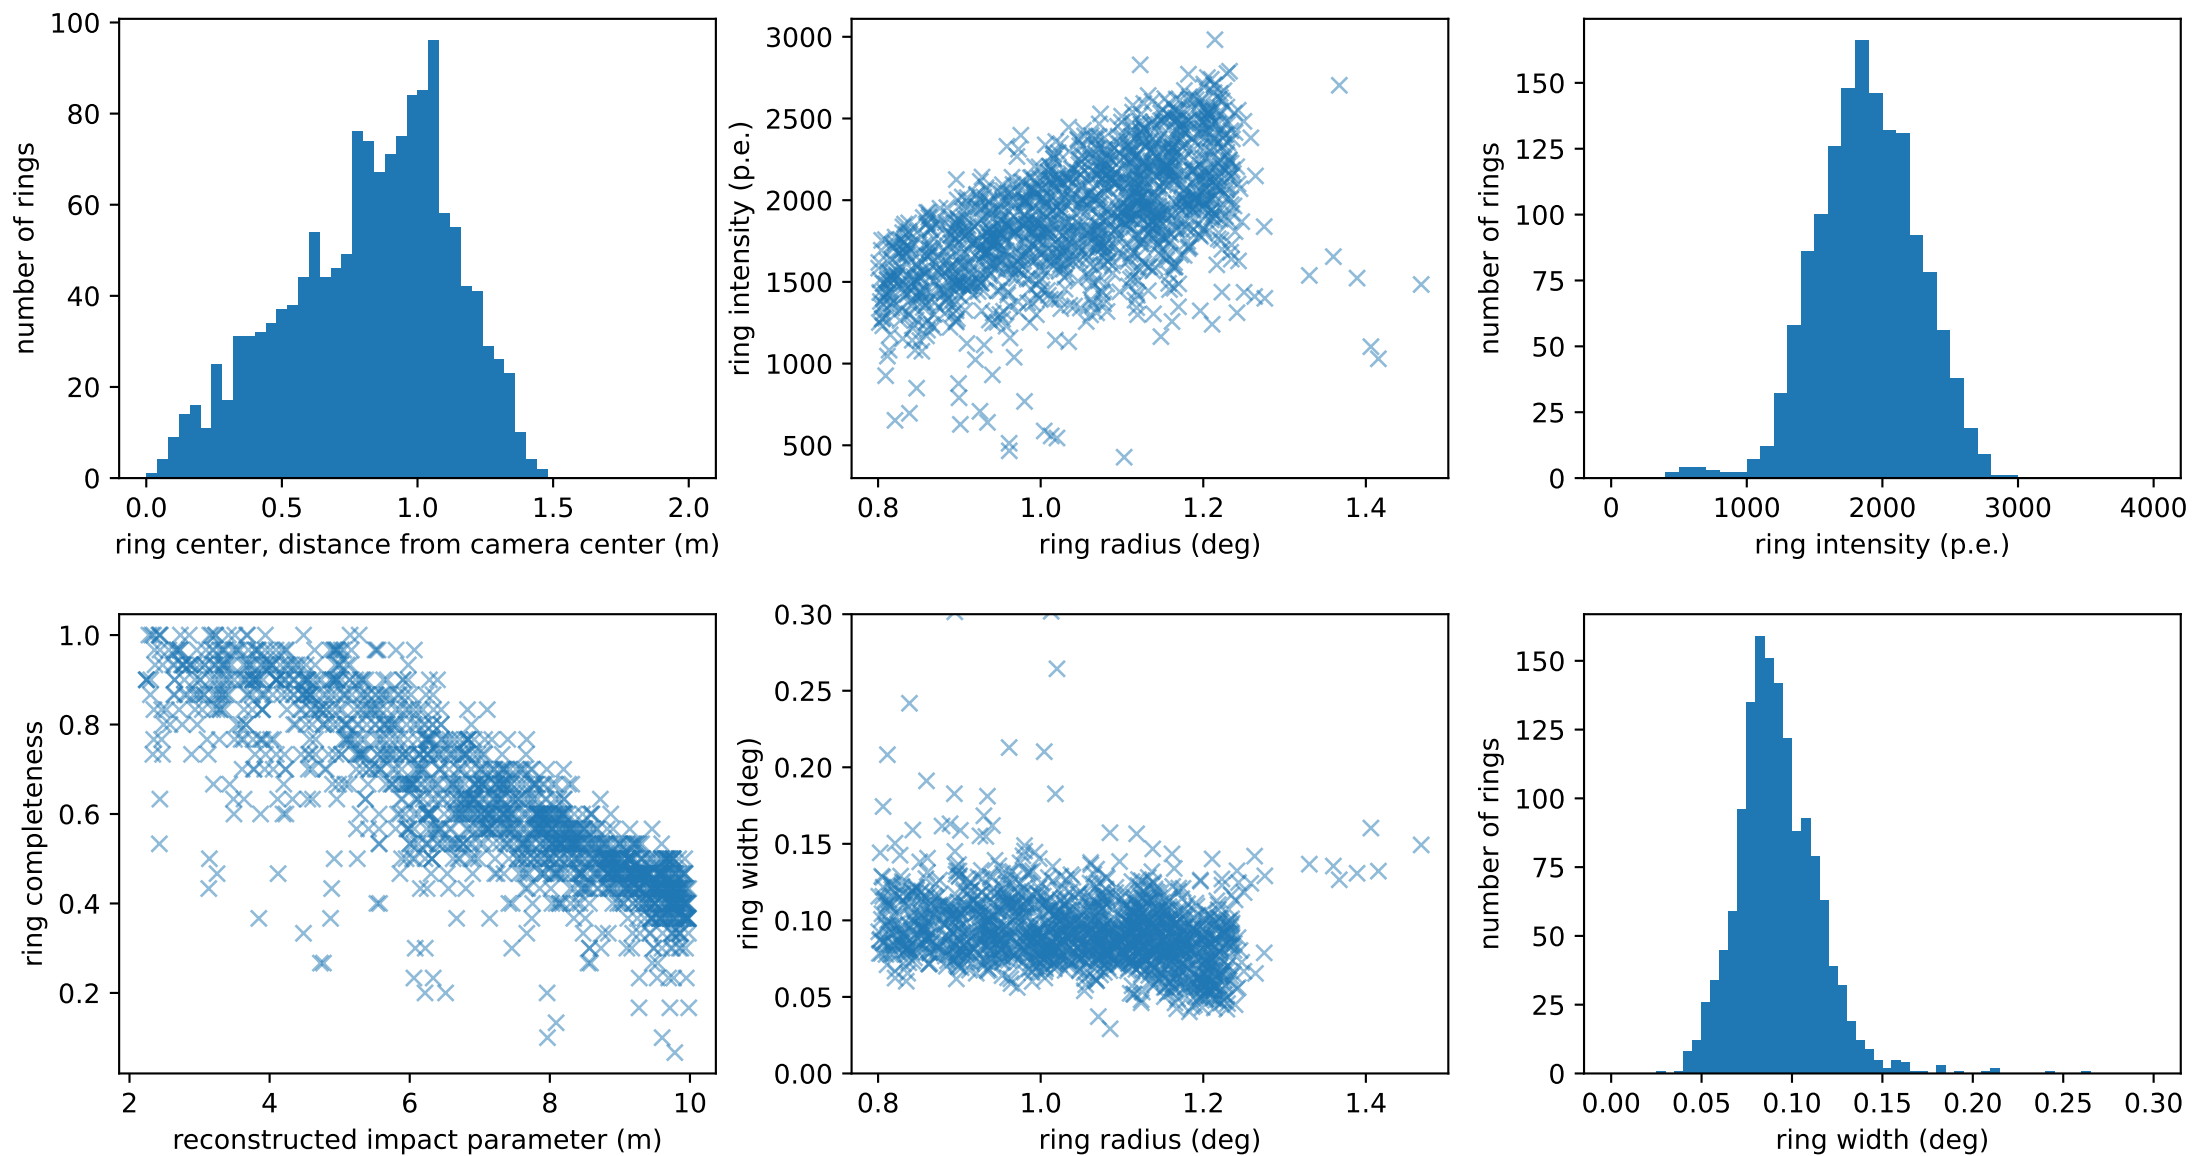 100
80
60
40
20
0
number of rings
0.0 0.5 1.0 1.5 2.0
ring center, distance from camera center (m)
3000
2500
2000
1500
1000
500
ring intensity (p.e.)
0.8 1.0 1.2 1.4
ring radius (deg)
150
125
100
75
50
25
0
number of rings
0 1000 2000 3000 4000
ring intensity (p.e.)
1.0
0.8
0.6
0.4
0.2
ring completeness
2 4 6 8 10
reconstructed impact parameter (m)
0.30
0.25
0.20
0.15
0.10
0.05
0.00
ring width (deg)
0.8 1.0 1.2 1.4
ring radius (deg)
150
125
100
75
50
25
0
number of rings
0.00 0.05 0.10 0.15 0.20 0.25 0.30
ring width (deg)